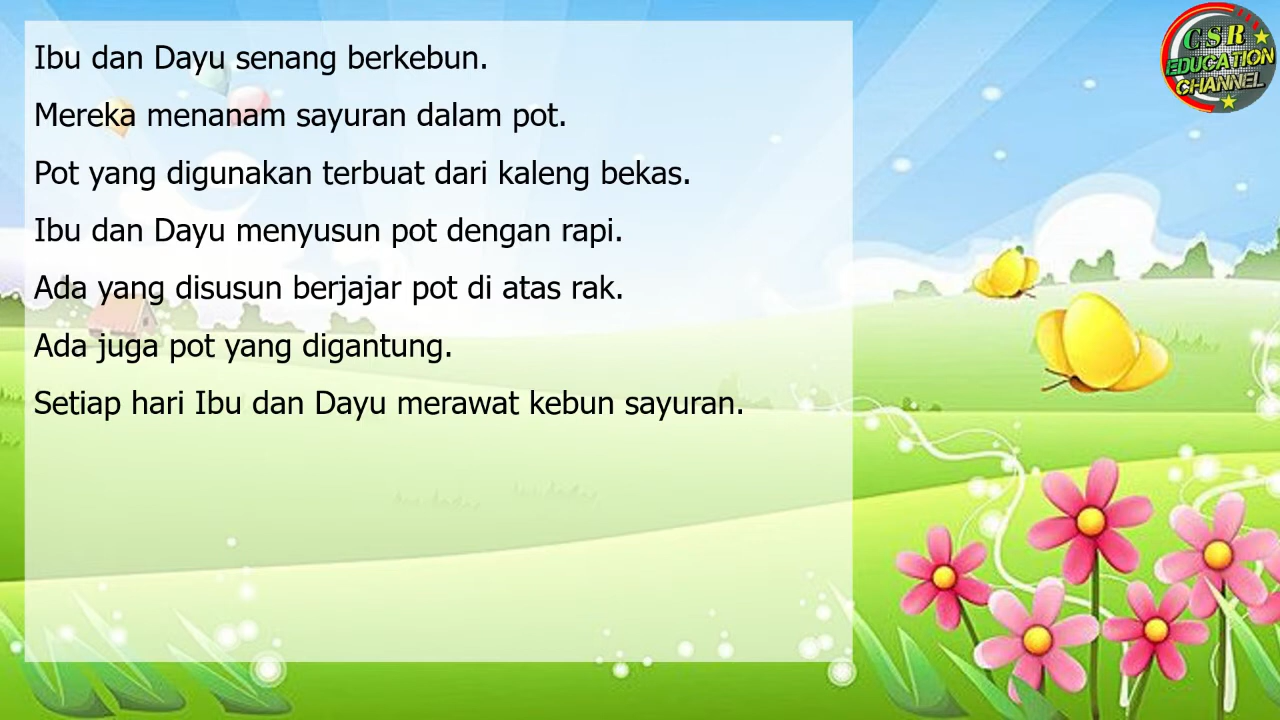 Ibu dan Dayu senang berkebun.
Mereka menanam sayuran dalam pot.
Pot yang digunakan terbuat dari kaleng bekas.
Ibu dan Dayu menyusun pot dengan rapi.
Ada yang disusun berjajar pot di atas rak.
Ada juga pot yang digantung.
Setiap hari Ibu dan Dayu merawat kebun sayuran.
CSR
EDUCATION
CHANNEL